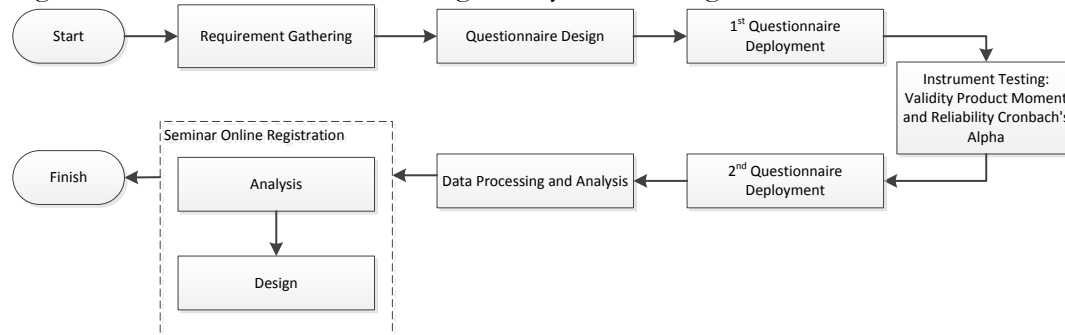 Start
Requirement Gathering
Questionnaire Design
1st Questionnaire
Deployment
Instrument Testing:
Validity Product Moment
and Reliability Cronbach's
Alpha
2nd Questionnaire
Deployment
Data Processing and Analysis
Seminar Online Registration
Analysis
Design
Finish